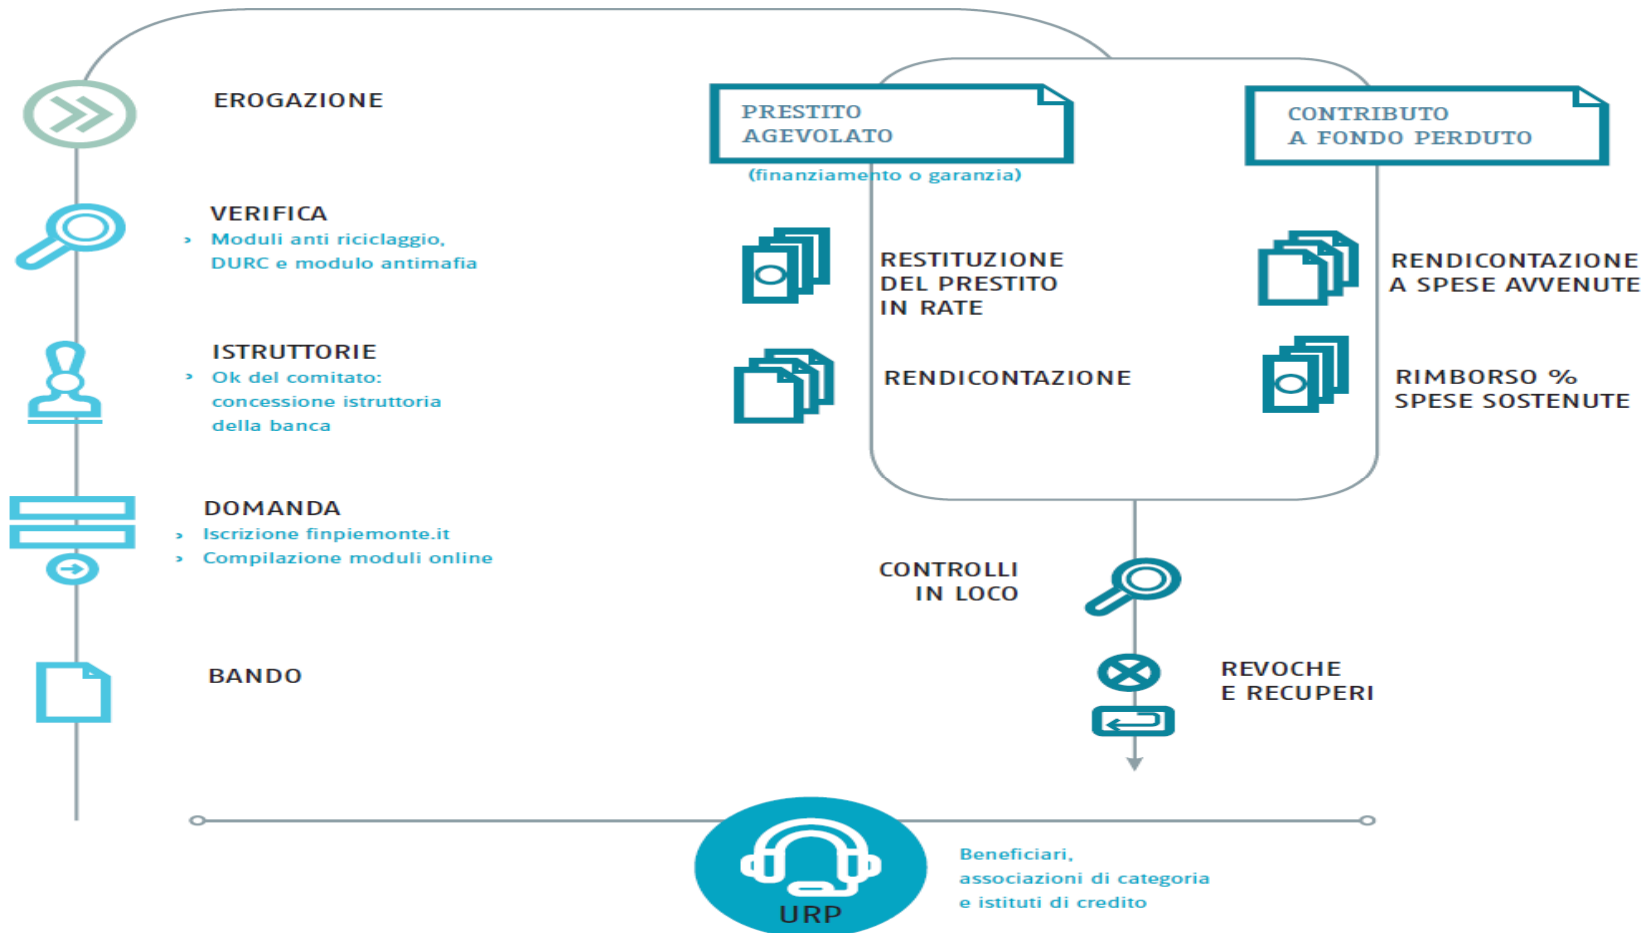 EROGAZIONE
VERIFICA
› Moduli anti riciclaggio,
DURC e modulo antimafia
ISTRUTTORIE
› Ok del comitato:
concessione istruttoria
della banca
DOMANDA
› Iscrizione finpiemonte.it
› Compilazione moduli online
BANDO
PRESTITO
AGEVOLATO
(finanziamento o garanzia)
RESTITUZIONE
DEL PRESTITO
IN RATE
RENDICONTAZIONE
CONTRIBUTO
A FONDO PERDUTO
RENDICONTAZIONE
A SPESE AVVENUTE
RIMBORSO %
SPESE SOSTENUTE
CONTROLLI
IN LOCO
REVOCHE
E RECUPERI
URP
Beneficiari,
associazioni di categoria
e istituti di credito